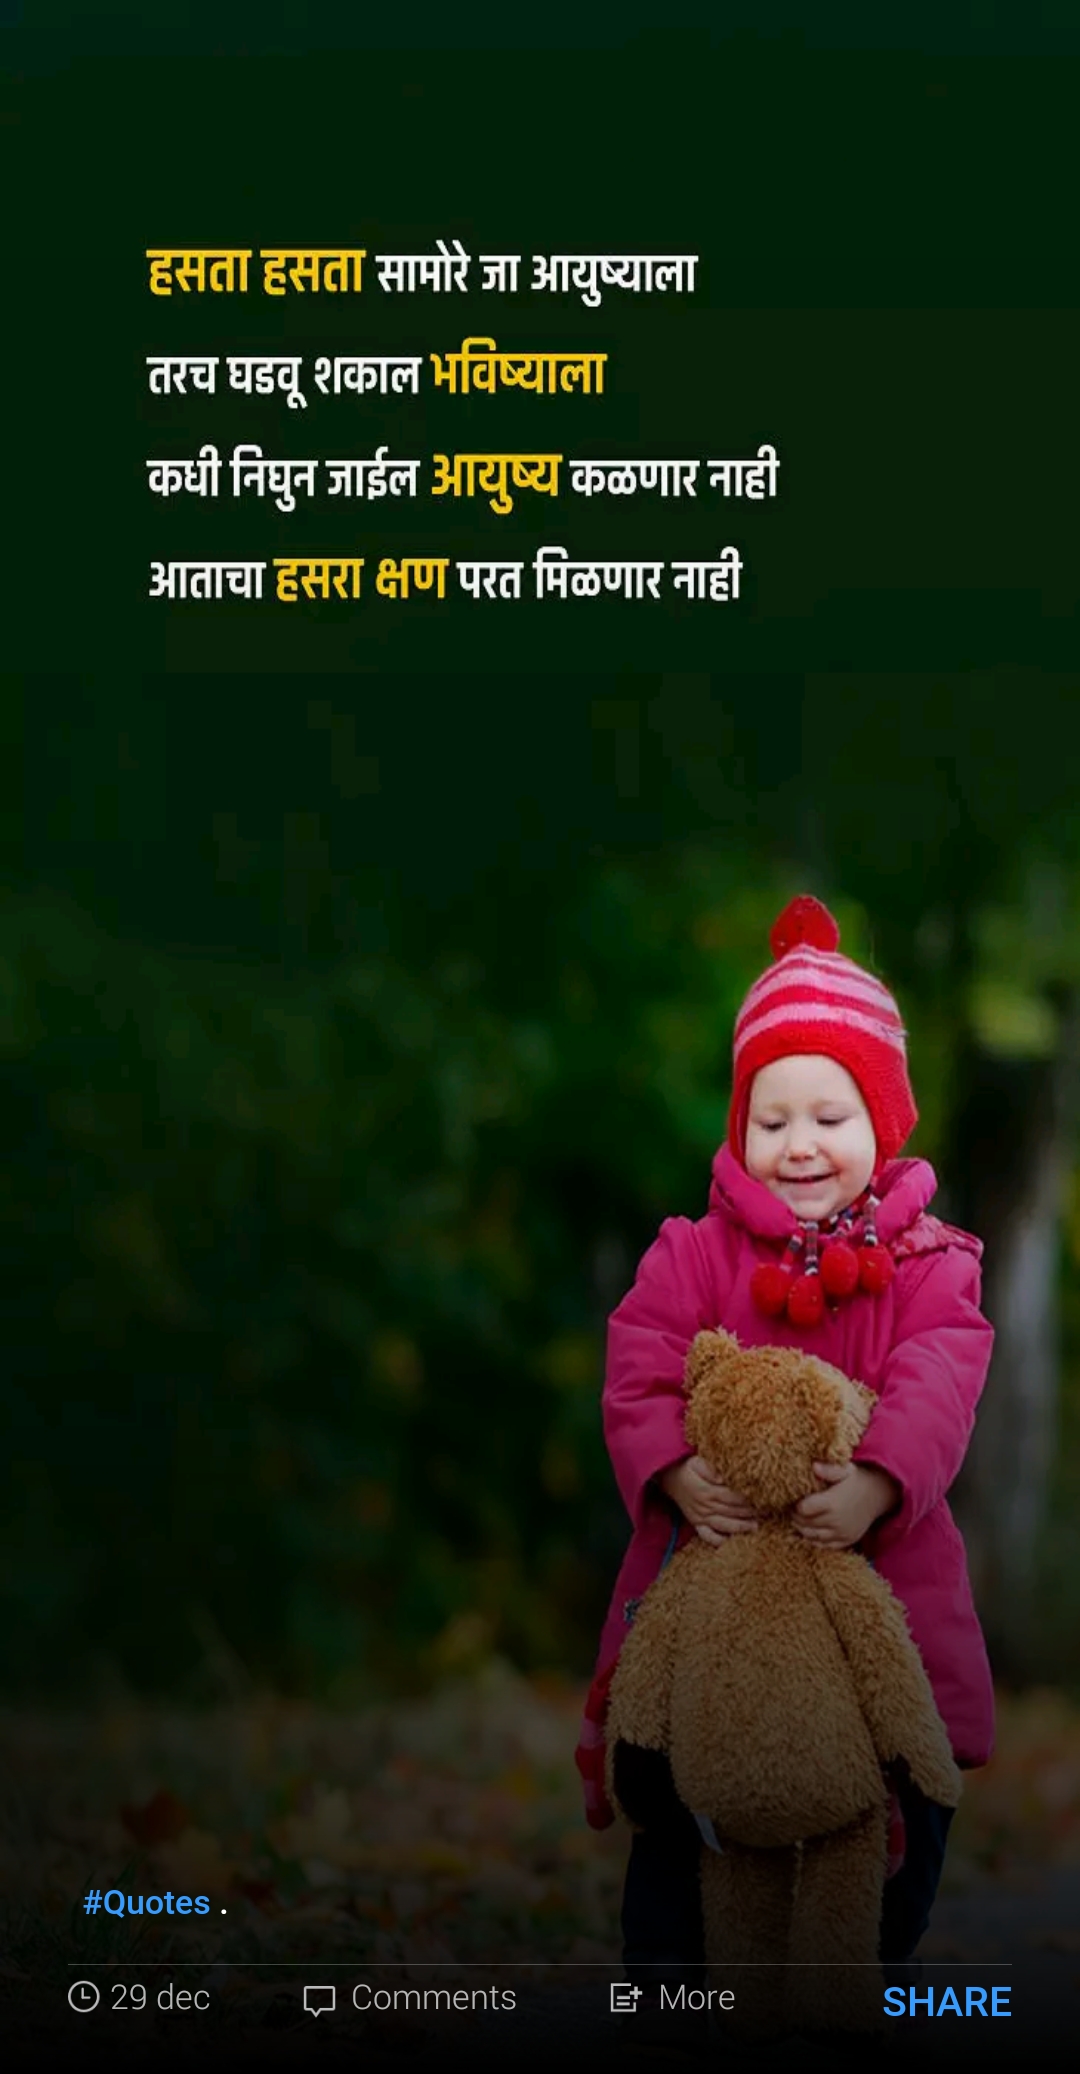 हसता हसता सामोरे जा आयुष्याला
तरच घडवू शकाल भविष्याला
कधी निघुन जाईल आयुष्य कळणार नाही
आताचा हसरा क्षण परत मिळणार नाही
#Quotes .
29 dec Comments More SHARE